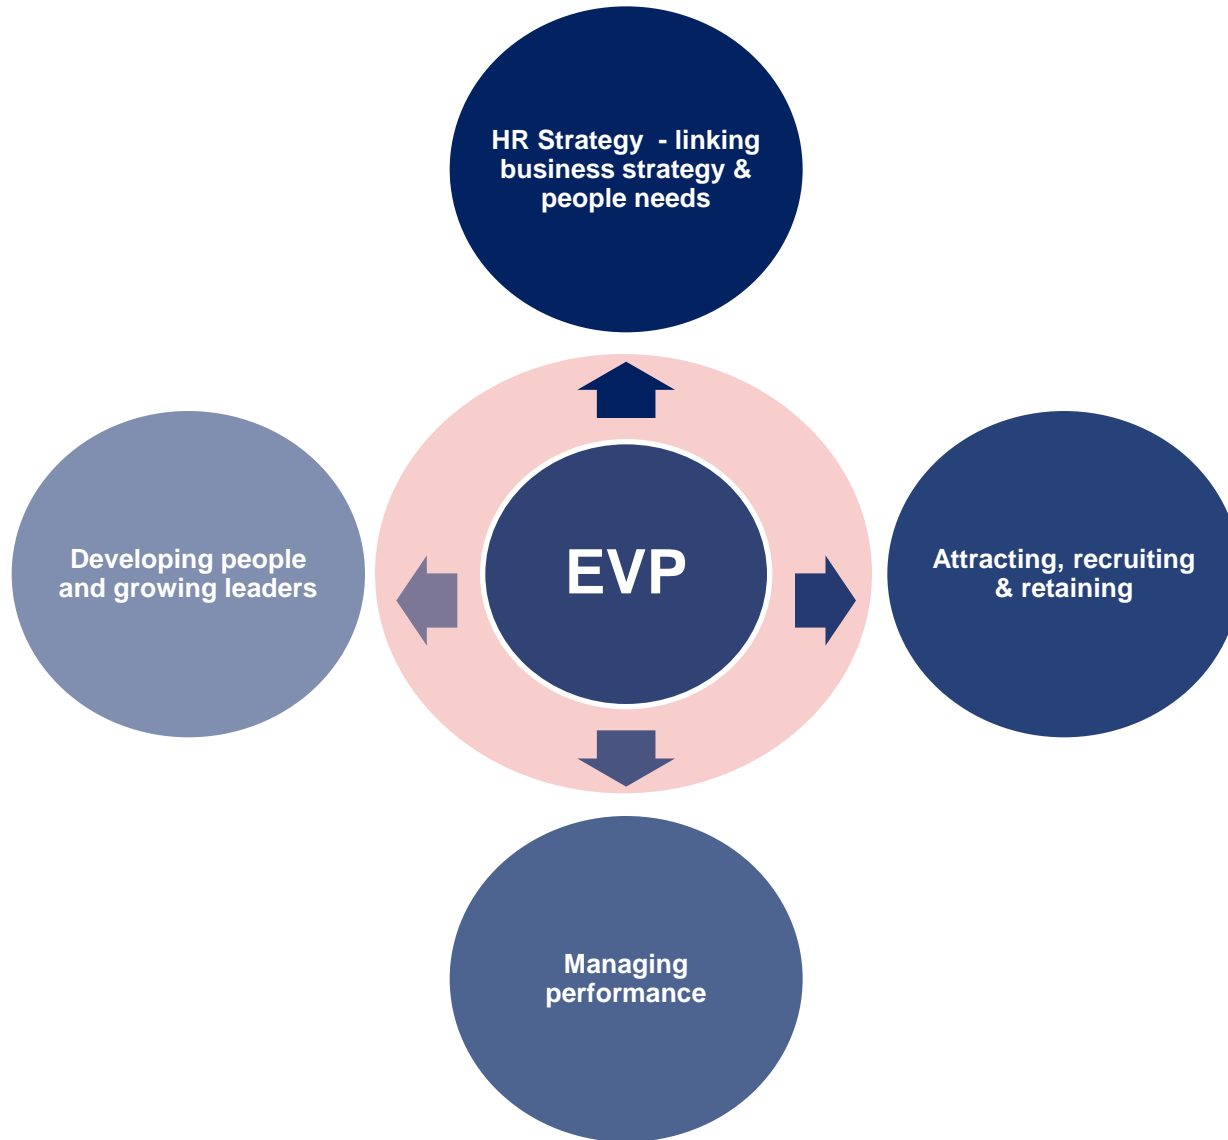 HR Strategy  - linking
business strategy &
people needs
Developing people
and growing leaders
EVP
Attracting, recruiting
& retaining
Managing
performance